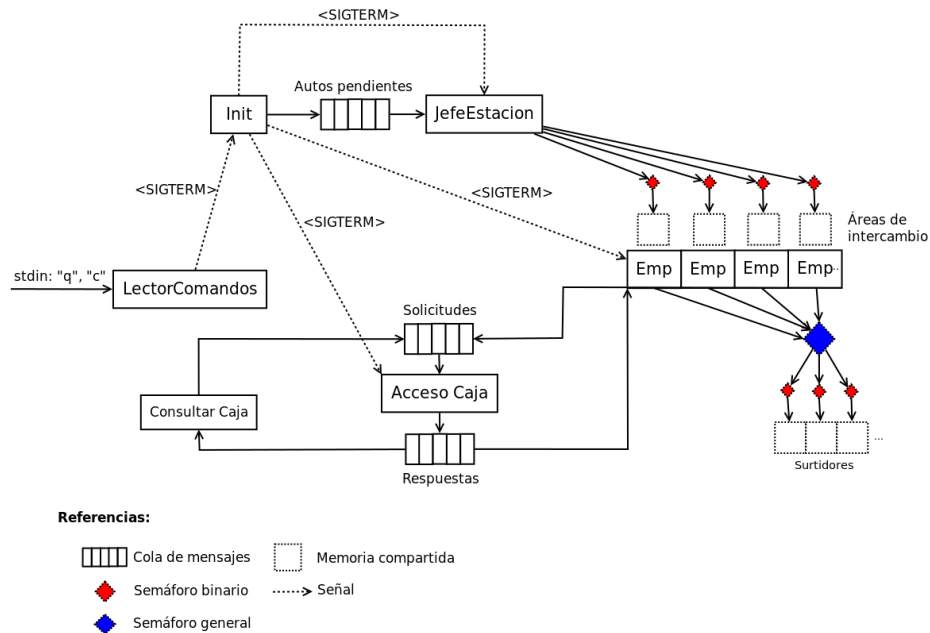 <SIGTERM>
Autos pendientes
Init
JefeEstacion
<SIGTERM>
<SIGTERM>
<SIGTERM>
Áreas de
intercambio
Emp Emp Emp Emp ...
stdin: "q", "c"
LectorComandos
Solicitudes
Acceso Caja
Consultar Caja
...
Surtidores
Respuestas
Referencias:
Cola de mensajes
Memoria compartida
Semáforo binario
Señal
Semáforo general